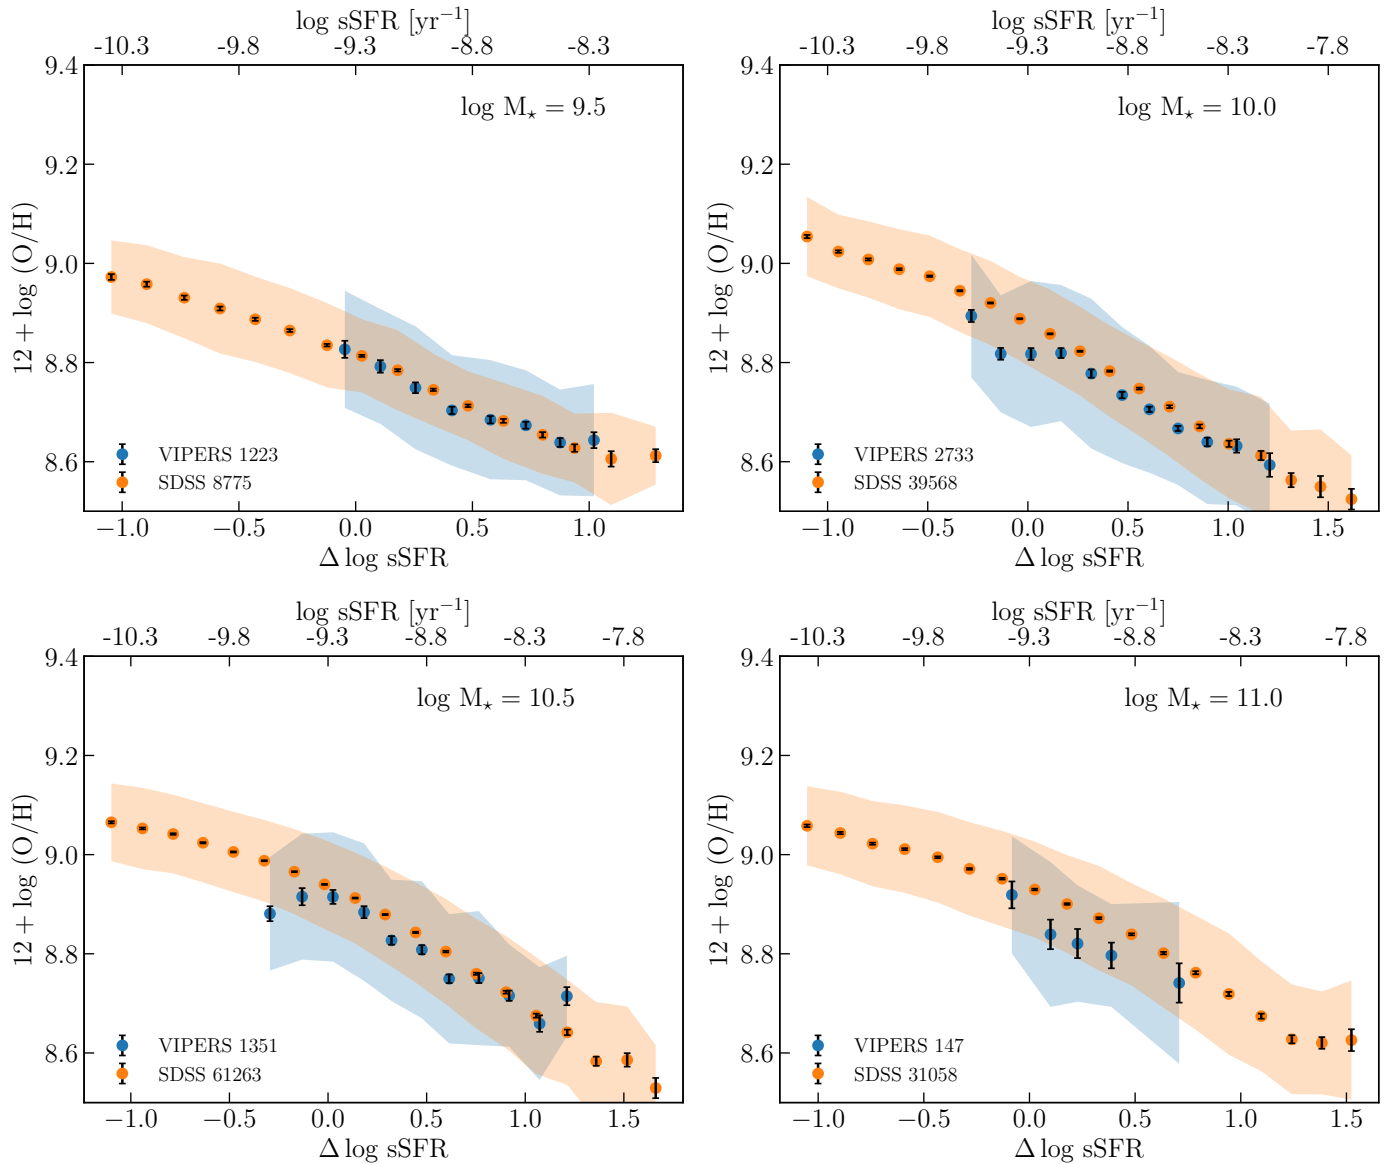 log sSFR [yr⁻¹]
-10.3 -9.8 -9.3 -8.8 -8.3
9.4
9.2
9.0
8.8
8.6
12 + log (O/H)
log M⋆ = 9.5
VIPERS 1223
SDSS 8775
−1.0 −0.5 0.0 0.5 1.0
Δ log sSFR
log sSFR [yr⁻¹]
-10.3 -9.8 -9.3 -8.8 -8.3 -7.8
9.4
9.2
9.0
8.8
8.6
12 + log (O/H)
log M⋆ = 10.0
VIPERS 2733
SDSS 39568
−1.0 −0.5 0.0 0.5 1.0 1.5
Δ log sSFR
log sSFR [yr⁻¹]
-10.3 -9.8 -9.3 -8.8 -8.3 -7.8
9.4
9.2
9.0
8.8
8.6
12 + log (O/H)
log M⋆ = 10.5
VIPERS 1351
SDSS 61263
−1.0 −0.5 0.0 0.5 1.0 1.5
Δ log sSFR
log sSFR [yr⁻¹]
-10.3 -9.8 -9.3 -8.8 -8.3 -7.8
9.4
9.2
9.0
8.8
8.6
12 + log (O/H)
log M⋆ = 11.0
VIPERS 147
SDSS 31058
−1.0 −0.5 0.0 0.5 1.0 1.5
Δ log sSFR